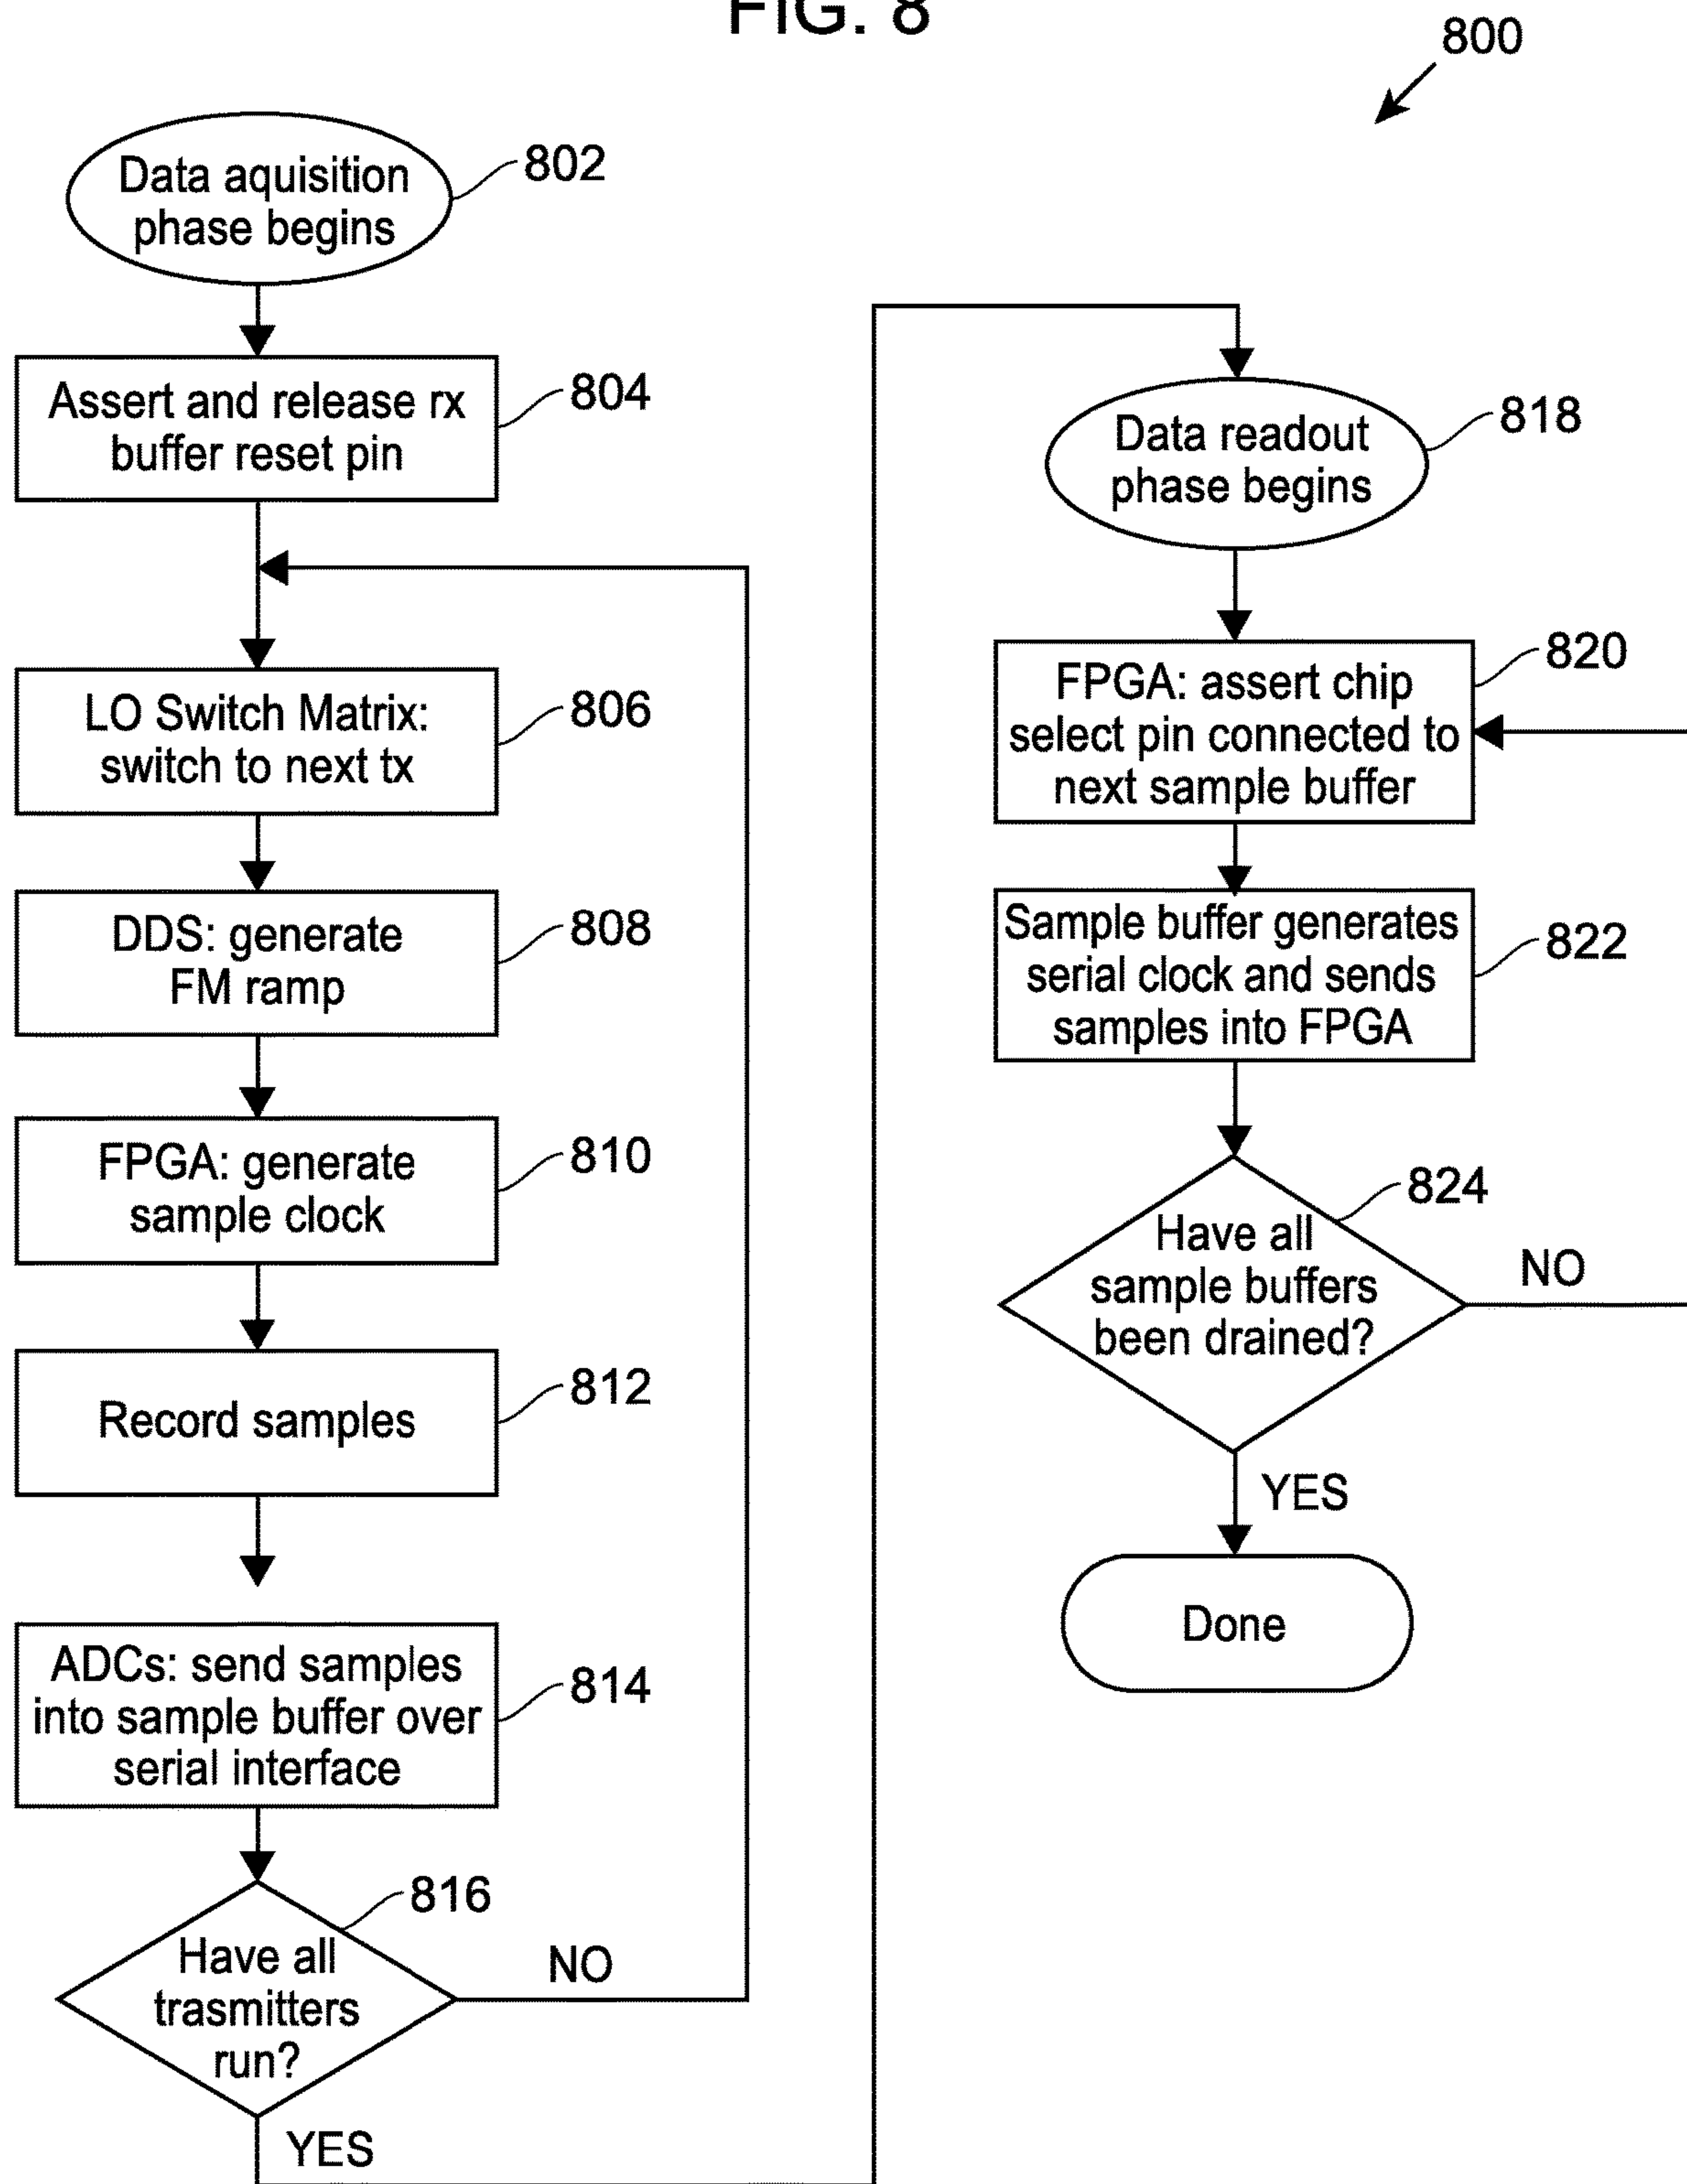 FIG. 8
800
Data aquisition
phase begins
802
Assert and release rx
buffer reset pin
804
LO Switch Matrix:
switch to next tx
806
DDS: generate
FM ramp
808
FPGA: generate
sample clock
810
Record samples
812
ADCs: send samples
into sample buffer over
serial interface
814
Have all
trasmitters
run?
816
NO
YES
Data readout
phase begins
818
FPGA: assert chip
select pin connected to
next sample buffer
820
Sample buffer generates
serial clock and sends
samples into FPGA
822
Have all
sample buffers
been drained?
824
NO
YES
Done